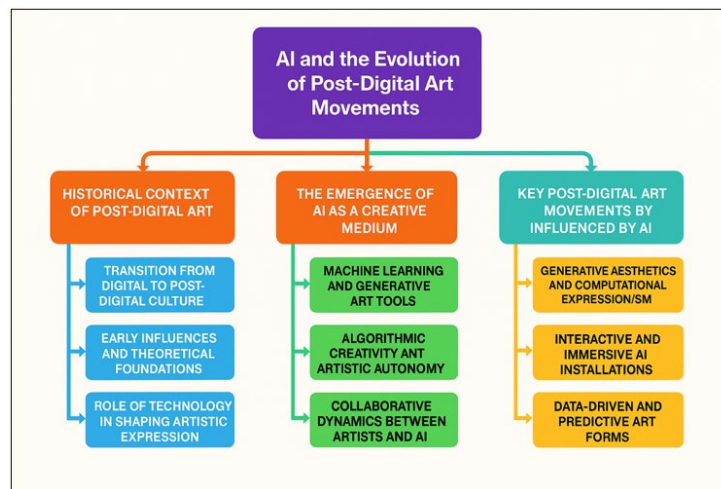 AI and the Evolution
of Post-Digital Art
Movements
HISTORICAL CONTEXT
OF POST-DIGITAL ART
TRANSITION FROM
DIGITAL TO POST-
DIGITAL CULTURE
EARLY INFLUENCES
AND THEORETICAL
FOUNDATIONS
ROLE OF TECHNOLOGY
IN SHAPING ARTISTIC
EXPRESSION
THE EMERGENCE OF
AI AS A CREATIVE
MEDIUM
MACHINE LEARNING
AND GENERATIVE
ART TOOLS
ALGORITHMIC
CREATIVITY ANT
ARTISTIC AUTONOMY
COLLABORATIVE
DYNAMICS BETWEEN
ARTISTS AND AI
KEY POST-DIGITAL ART
MOVEMENTS BY
INFLUENCED BY AI
GENERATIVE AESTHETICS
AND COMPUTATIONAL
EXPRESSION/SM
INTERACTIVE AND
IMMERSIVE AI
INSTALLATIONS
DATA-DRIVEN AND
PREDICTIVE ART
FORMS